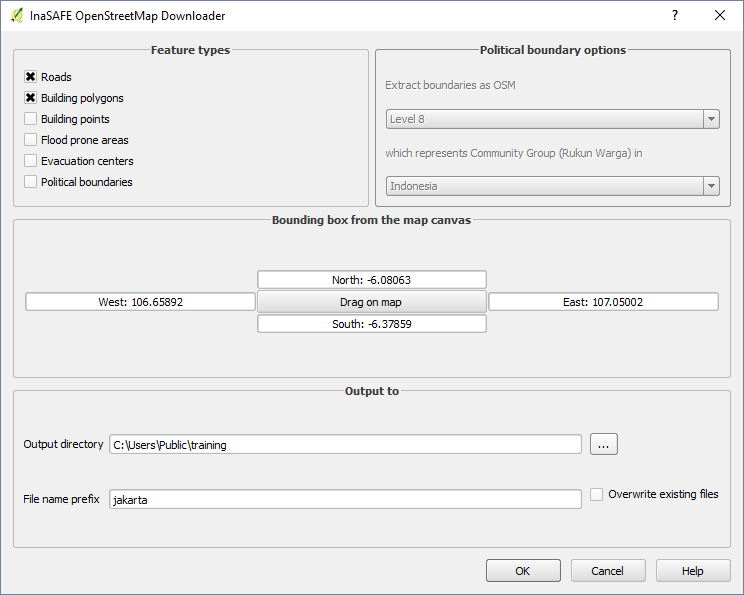 InaSAFE OpenStreetMap Downloader
?
Feature types
Roads
Building polygons
Building points
Flood prone areas
Evacuation centers
Political boundaries
Political boundary options
Extract boundaries as OSM
Level 8
which represents Community Group (Rukun Warga) in
Indonesia
Bounding box from the map canvas
North: -6.08063
West: 106.65892
Drag on map
East: 107.05002
South: -6.37859
Output to
Output directory
C:\Users\Public\training
...
File name prefix
jakarta
Overwrite existing files
OK
Cancel
Help